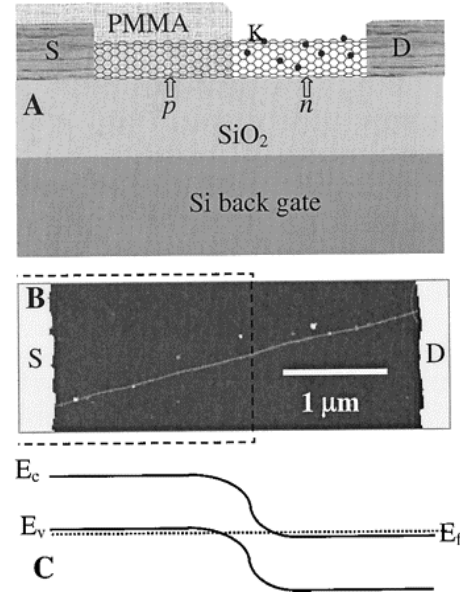 PMMA
S K D
A p n
SiO2
Si back gate
B
S D
1 μm
Ec
Ev Ef
C